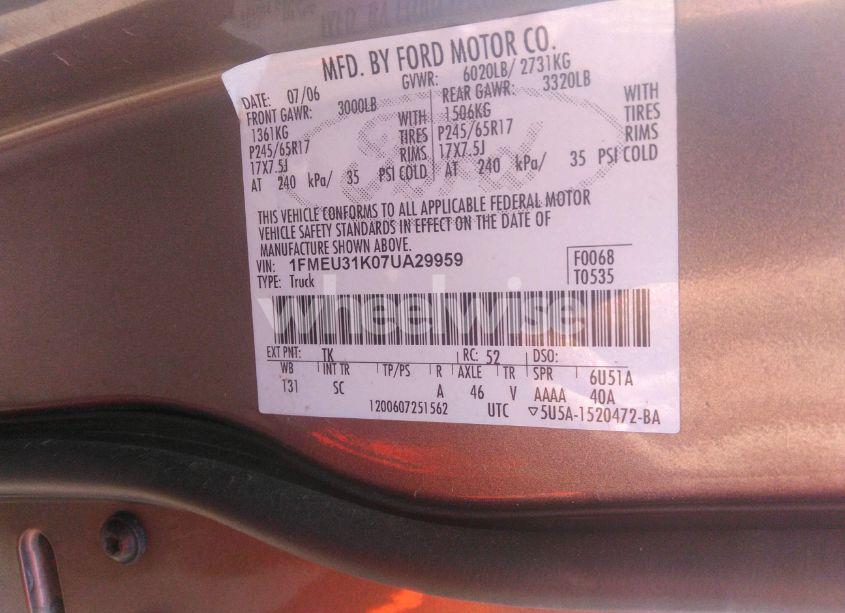 MFD. BY FORD MOTOR CO.
DATE: 07/06 GVWR: 6020LB/ 2731KG
FRONT GAWR: 3000LB REAR GAWR: 3320LB
1361KG WITH 1506KG WITH
P245/65R17 TIRES P245/65R17 TIRES
17X7.5J RIMS 17X7.5J RIMS
AT 240 kPa/ 35 PSI COLD AT 240 kPa/ 35 PSI COLD
THIS VEHICLE CONFORMS TO ALL APPLICABLE FEDERAL MOTOR
VEHICLE SAFETY STANDARDS IN EFFECT ON THE DATE OF
MANUFACTURE SHOWN ABOVE.
VIN: 1FMEU31K07UA29959 F0068
TYPE: Truck T0535
wheelwise
EXT PNT: TK RC: 52 DSO:
WB INT TR TP/PS R AXLE TR SPR 6U51A
T31 SC A 46 V AAAA 40A
1200607251562 UTC ▽5U5A-1520472-BA
Ford